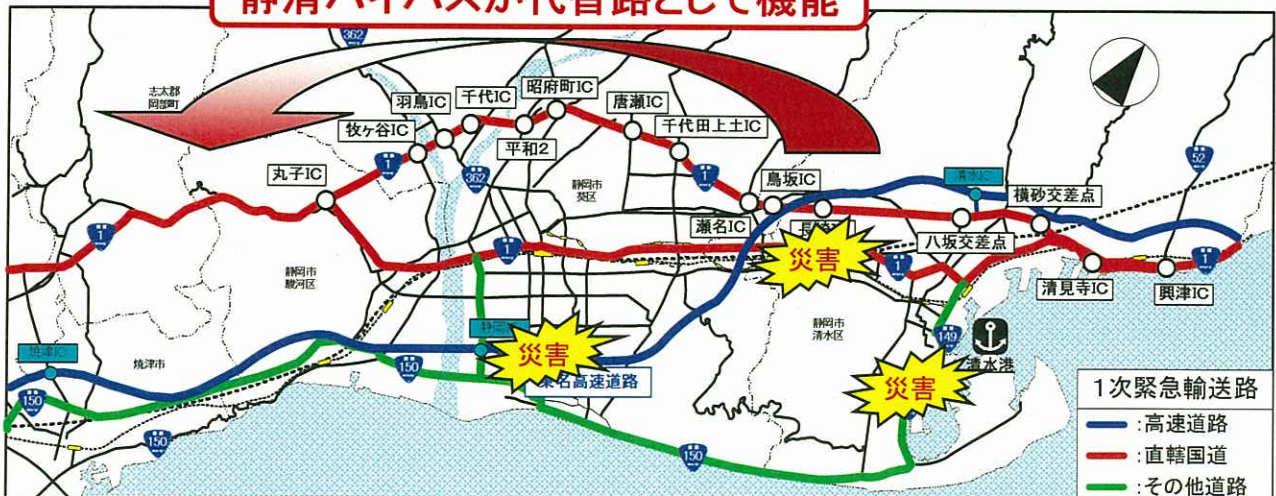 静清バイパスが代替路として機能
362
志太郡
岡部町
昭府町IC
千代IC
羽鳥IC
唐瀬IC
牧ヶ谷IC
千代田上土IC
平和2
丸子IC
1
362
静岡市
葵区
1
鳥坂IC
清水IC
52
横砂交差点
瀬名IC
八坂交差点
1
1
災害
1
1
清見寺IC
興津IC
静岡市
駿河区
静岡市
清水区
149
清水港
焼津IC
焼津市
災害
東名高速道路
災害
150
150
150
150
1次緊急輸送路
:高速道路
:直轄国道
:その他道路